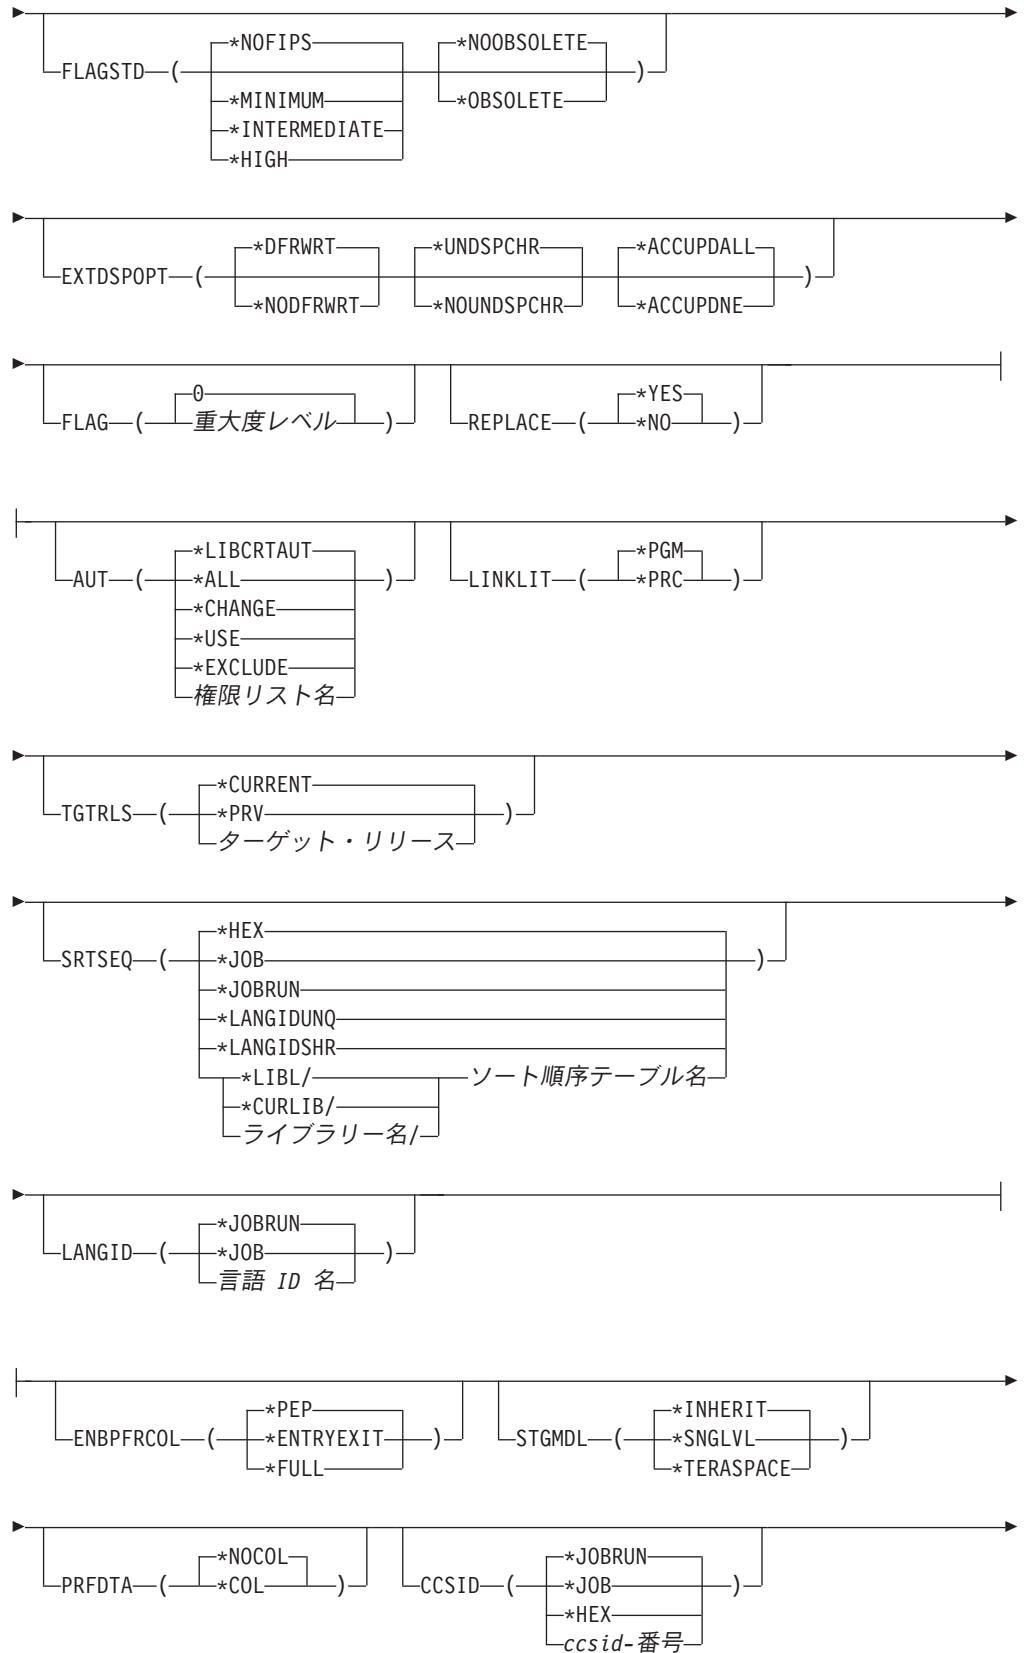 *NOFIPS *NOOBSOLETE
FLAGSTD ( )
*MINIMUM *OBSOLETE
*INTERMEDIATE
*HIGH
*DFRWRT *UNDSPCHR *ACCUPDALL
EXTDSPOPT ( )
*NODFRWRT *NOUNDSPCHR *ACCUPDNE
0 *YES
FLAG ( 重大度レベル ) REPLACE ( *NO )
*LIBCRTAUT *PGM
AUT ( *ALL ) LINKLIT ( *PRC )
*CHANGE
*USE
*EXCLUDE
権限リスト名
*CURRENT
TGTRLS ( *PRV )
ターゲット・リリース
*HEX
SRTSEQ ( *JOB )
*JOBRUN
*LANGIDUNQ
*LANGIDSHR
*LIBL/ ソート順序テーブル名
*CURLIB/
ライブラリー名/
*JOBRUN
LANGID ( *JOB )
言語 ID 名
*PEP *INHERIT
ENBPFRCOL ( *ENTRYEXIT ) STGMDL ( *SNGLVL )
*FULL *TERASPACE
*NOCOL *JOBRUN
PRFDTA ( *COL ) CCSID ( *JOB )
*HEX
ccsid-番号